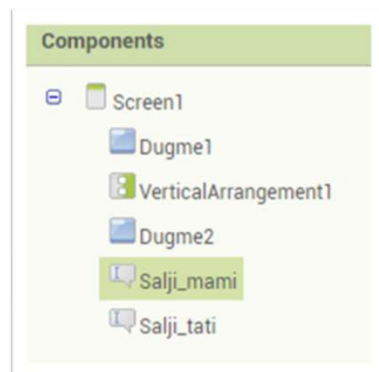 Components
Screen1
Dugme1
VerticalArrangement1
Dugme2
Salji_mami
Salji_tati